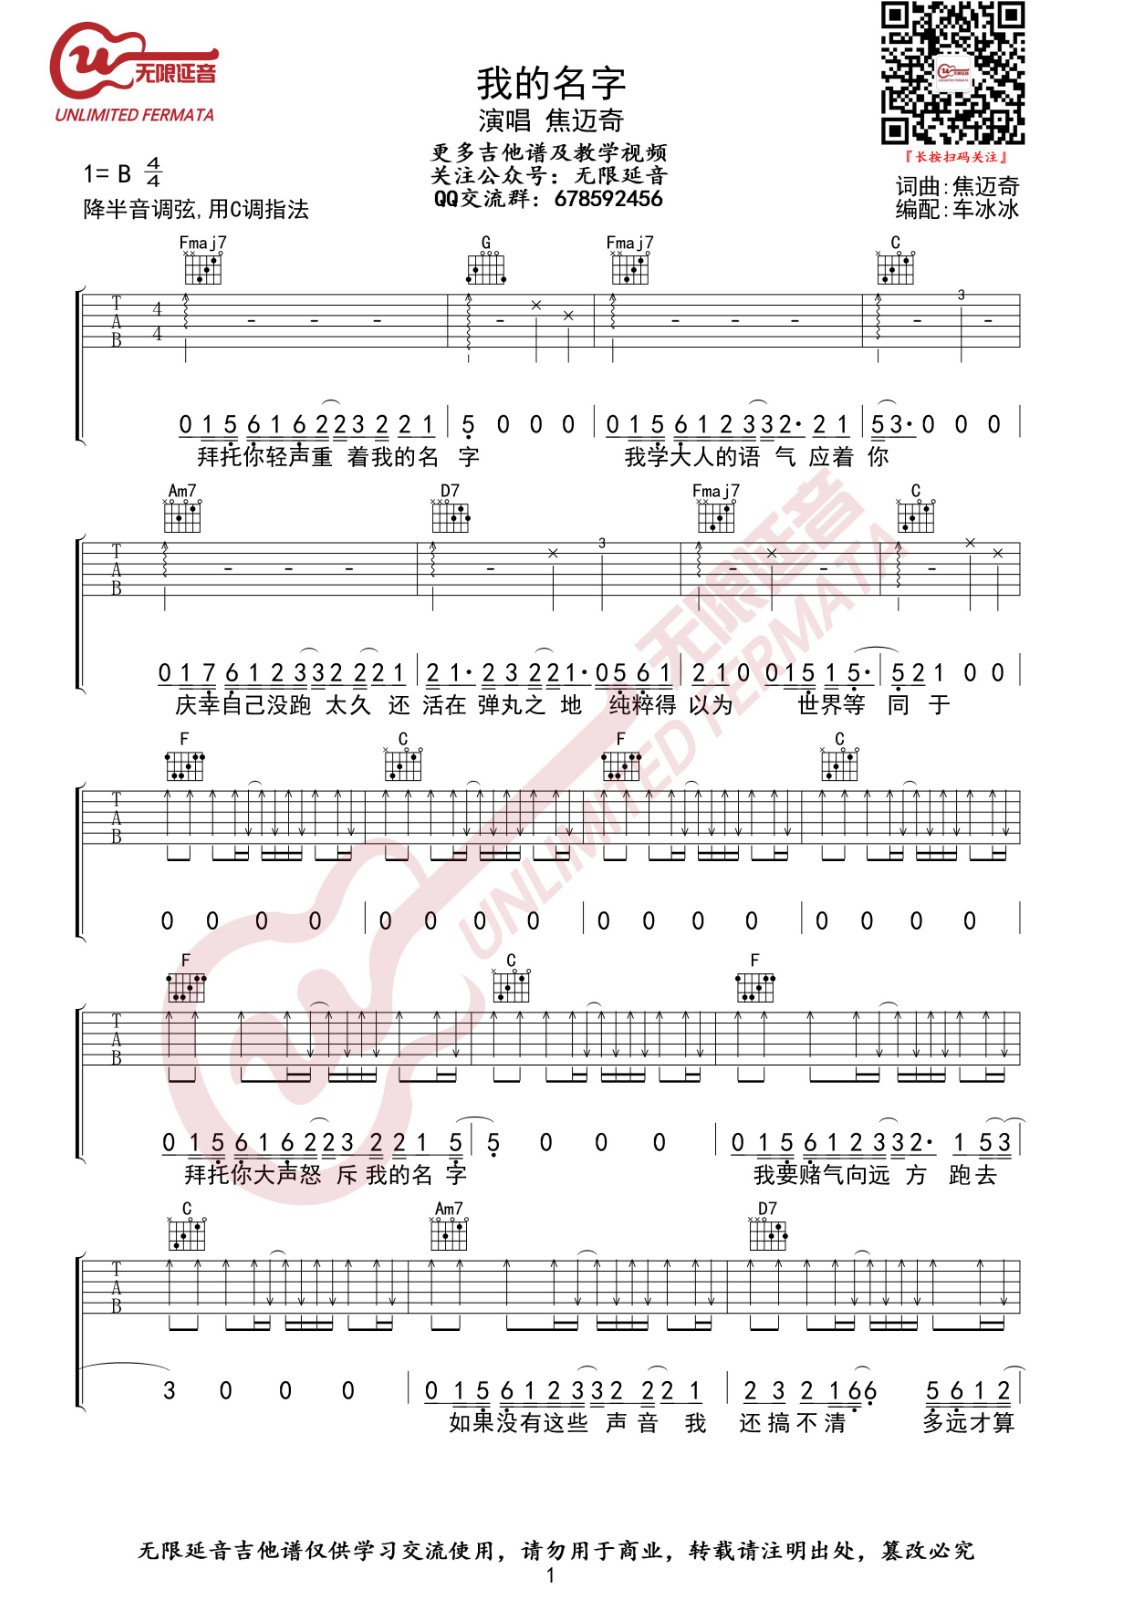 无限延音
UNLIMITED FERMATA
我的名字
演唱 焦迈奇
更多吉他谱及教学视频
关注公众号：无限延音
QQ交流群：678592456
『长按扫码关注』
1= B 4/4
降半音调弦,用C调指法
词曲:焦迈奇
编配:车冰冰
Fmaj7 G Fmaj7 C
T A B 4 4 3
0 1 5 6 1 6 2 2 3 2 2 1 5 0 0 0 0 1 5 6 1 2 3 3 2· 2 1 5 3· 0 0 0
拜托你轻声重 着我的名 字 我学大人的语 气 应着 你
Am7 D7 Fmaj7 C
T A B 3
0 1 7 6 1 2 3 3 2 2 2 1 2 1· 2 3 2 2 1· 0 5 6 1 2 1 0 0 1 5 1 5· 5 2 1 0 0
庆幸自己没跑 太久 还 活在 弹丸之 地 纯粹得 以为 世界等 同 于
F C F C
T A B
0 0 0 0 0 0 0 0 0 0 0 0 0 0 0 0
F C F
T A B
0 1 5 6 1 6 2 2 3 2 2 1 5 5 0 0 0 0 1 5 6 1 2 3 3 2· 1 5 3
拜托你大声怒 斥 我的名 字 我要赌气向远 方 跑去
C Am7 D7
T A B
3 0 0 0 0 1 5 6 1 2 3 3 2 2 2 1 2 3 2 1 6 6 5 6 1 2
如果没有这些 声 音 我 还搞不清 多远才算
无限延音吉他谱仅供学习交流使用，请勿用于商业，转载请注明出处，篡改必究
1
无限延音
UNLIMITED FERMATA